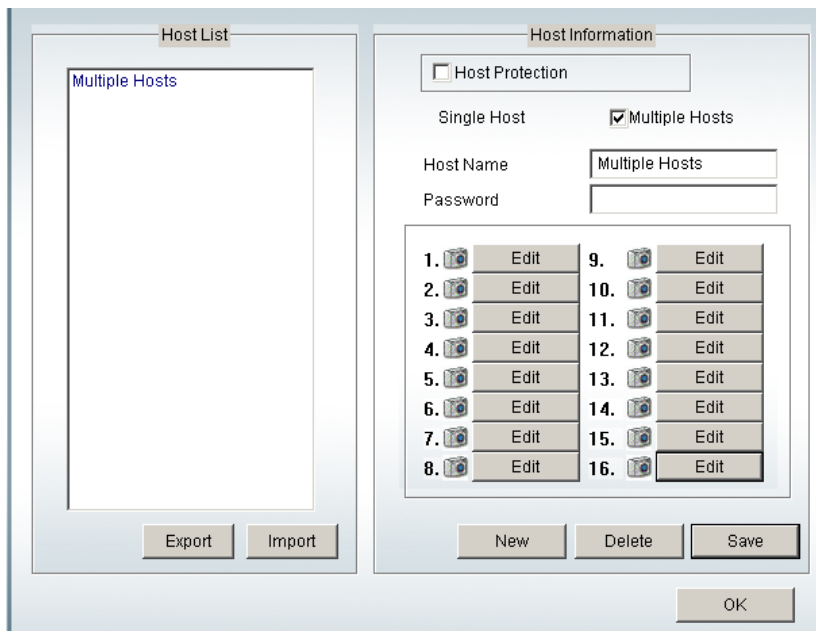 Host List
Multiple Hosts
Export Import
Host Information
Host Protection
Single Host Multiple Hosts
Host Name Multiple Hosts
Password
1. Edit 9. Edit
2. Edit 10. Edit
3. Edit 11. Edit
4. Edit 12. Edit
5. Edit 13. Edit
6. Edit 14. Edit
7. Edit 15. Edit
8. Edit 16. Edit
New Delete Save
OK